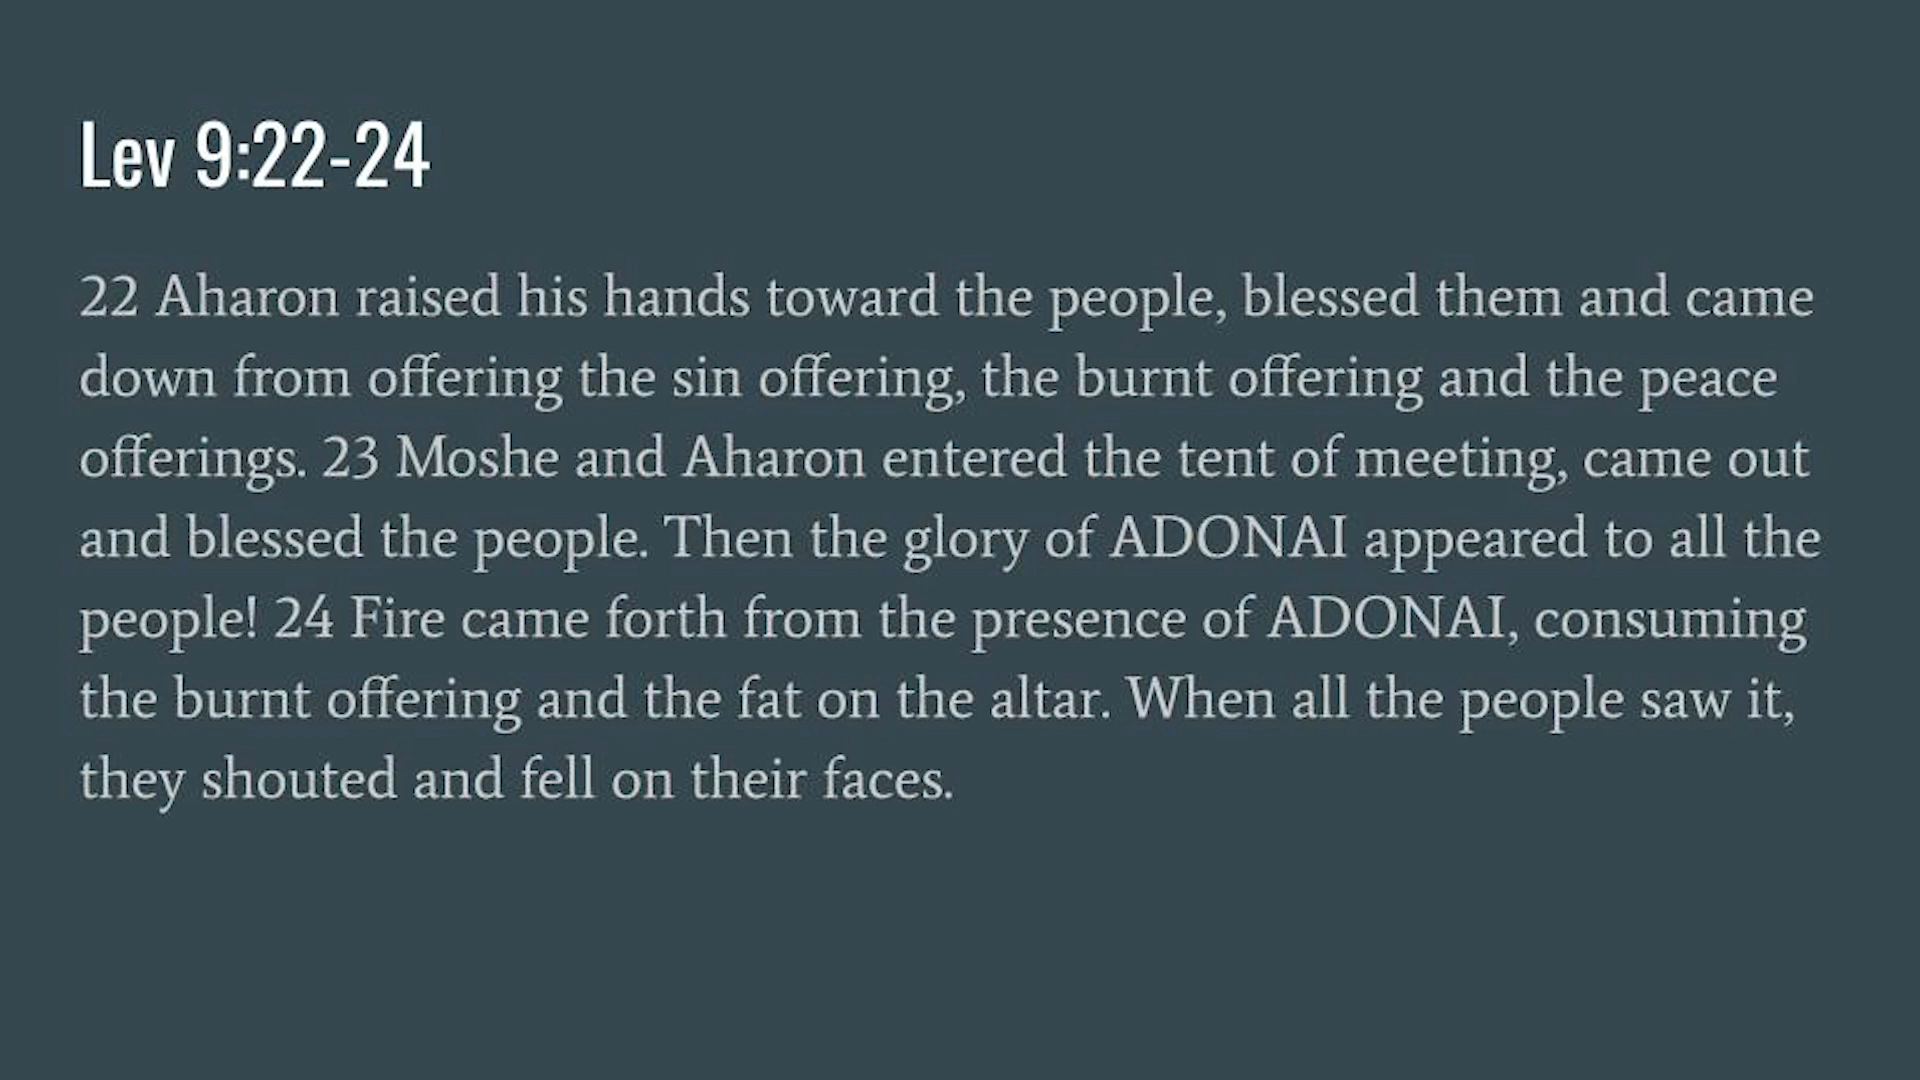 Lev 9:22-24
22 Aharon raised his hands toward the people, blessed them and came
down from offering the sin offering, the burnt offering and the peace
offerings. 23 Moshe and Aharon entered the tent of meeting, came out
and blessed the people. Then the glory of ADONAI appeared to all the
people! 24 Fire came forth from the presence of ADONAI, consuming
the burnt offering and the fat on the altar. When all the people saw it,
they shouted and fell on their faces.